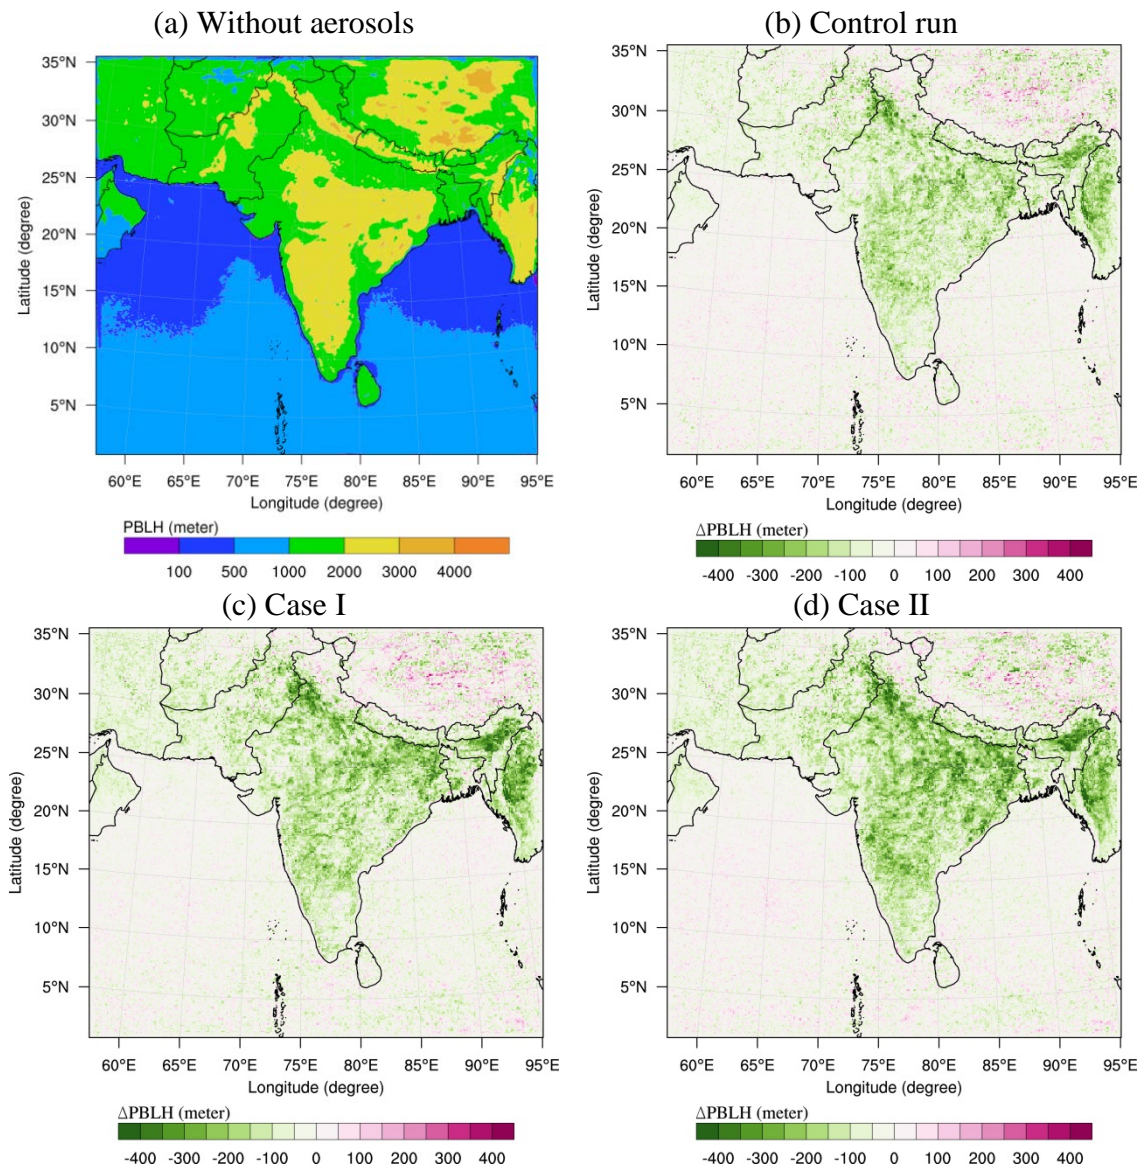 (a) Without aerosols
35°N
30°N
25°N
20°N
15°N
10°N
5°N
Latitude (degree)
60°E 65°E 70°E 75°E 80°E 85°E 90°E 95°E
Longitude (degree)
PBLH (meter)
100 500 1000 2000 3000 4000
(b) Control run
35°N
30°N
25°N
20°N
15°N
10°N
5°N
Latitude (degree)
60°E 65°E 70°E 75°E 80°E 85°E 90°E 95°E
Longitude (degree)
ΔPBLH (meter)
-400 -300 -200 -100 0 100 200 300 400
(c) Case I
35°N
30°N
25°N
20°N
15°N
10°N
5°N
Latitude (degree)
60°E 65°E 70°E 75°E 80°E 85°E 90°E 95°E
Longitude (degree)
ΔPBLH (meter)
-400 -300 -200 -100 0 100 200 300 400
(d) Case II
35°N
30°N
25°N
20°N
15°N
10°N
5°N
Latitude (degree)
60°E 65°E 70°E 75°E 80°E 85°E 90°E 95°E
Longitude (degree)
ΔPBLH (meter)
-400 -300 -200 -100 0 100 200 300 400